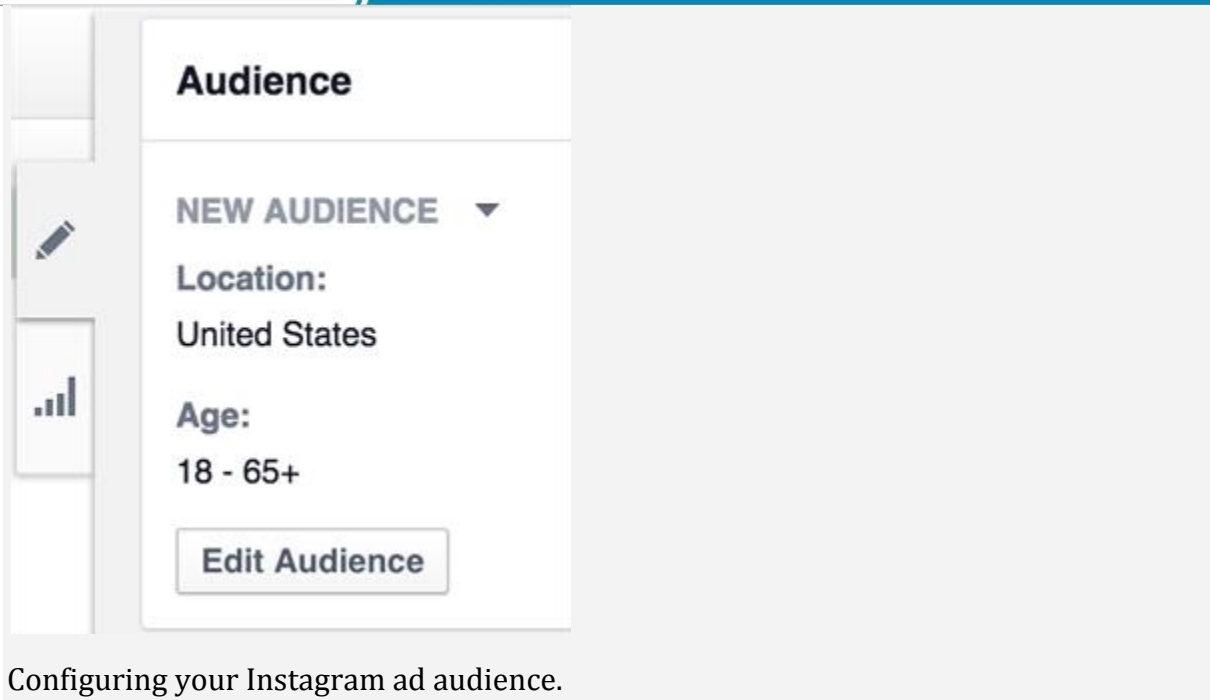 Audience
NEW AUDIENCE
Location:
United States
Age:
18 - 65+
Edit Audience
Configuring your Instagram ad audience.